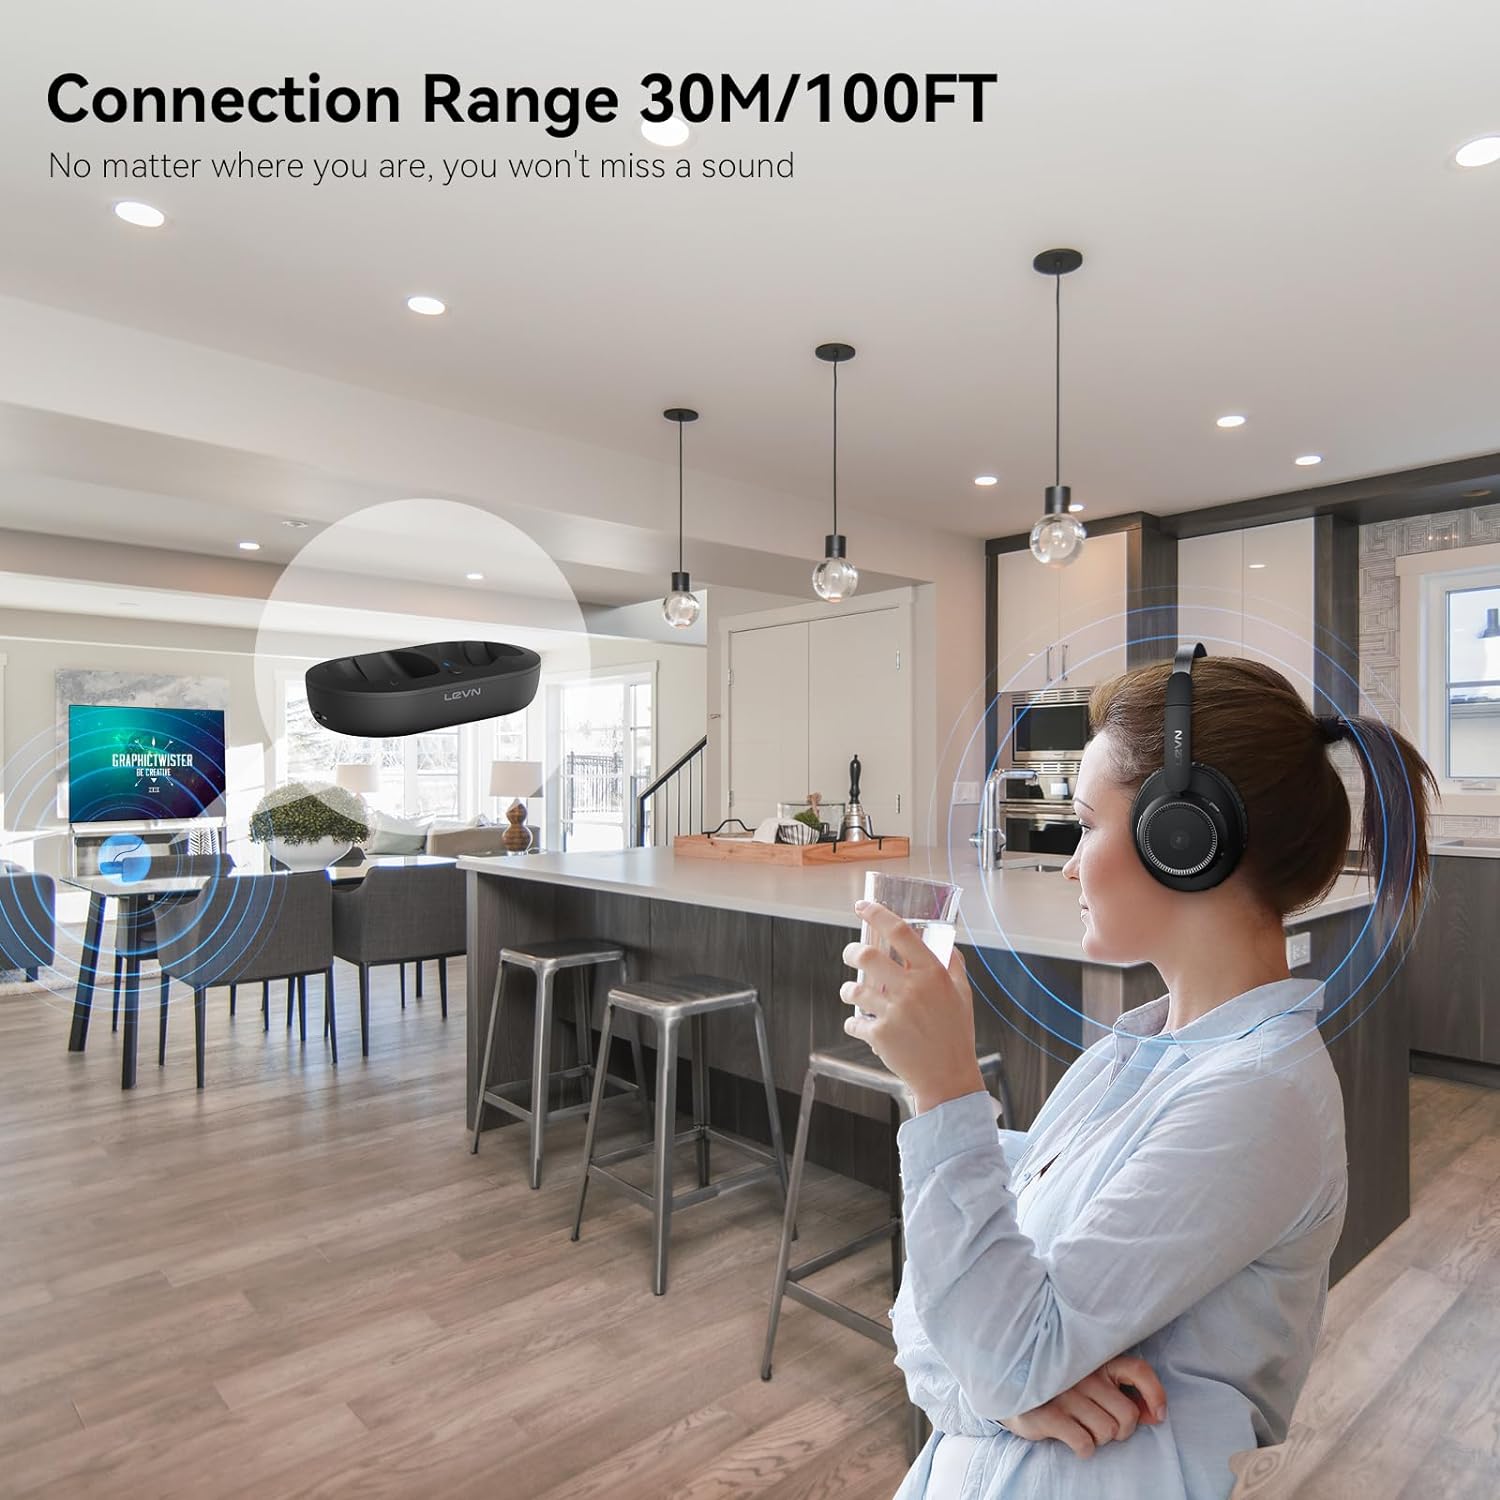 Connection Range 30M/100FT
No matter where you are, you won't miss a sound
LEVN
GRAPHICTWISTER
BE CREATIVE
LEVN